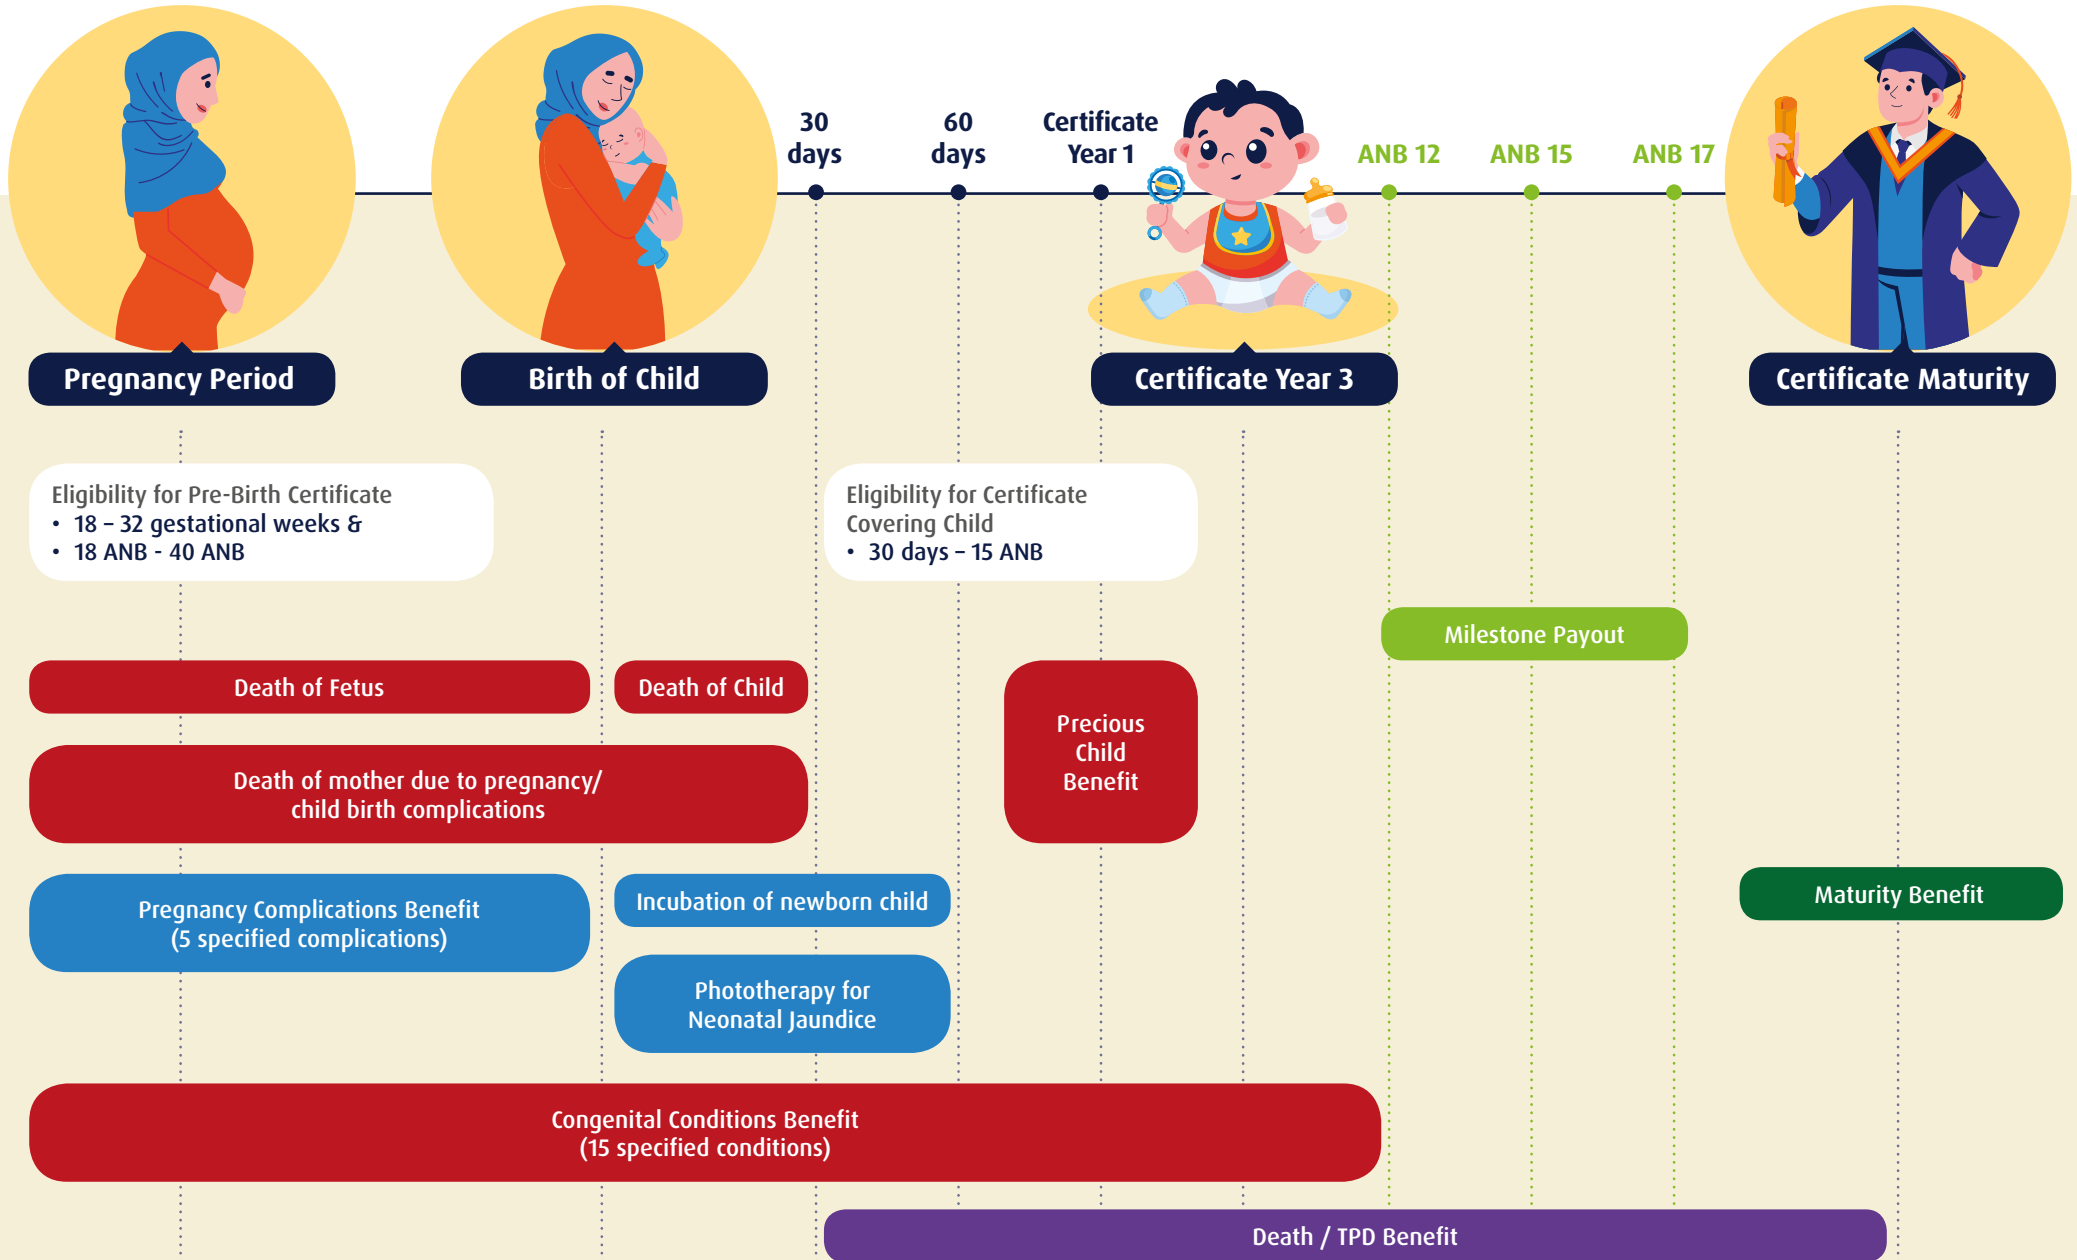 30
days
60
days
Certificate
Year 1
ANB 12
ANB 15
ANB 17
Pregnancy Period
Birth of Child
Certificate Year 3
Certificate Maturity
Eligibility for Pre-Birth Certificate
• 18 – 32 gestational weeks &
• 18 ANB - 40 ANB
Eligibility for Certificate
Covering Child
• 30 days – 15 ANB
Milestone Payout
Death of Fetus
Death of Child
Precious
Child
Benefit
Death of mother due to pregnancy/
child birth complications
Pregnancy Complications Benefit
(5 specified complications)
Incubation of newborn child
Maturity Benefit
Phototherapy for
Neonatal Jaundice
Congenital Conditions Benefit
(15 specified conditions)
Death / TPD Benefit